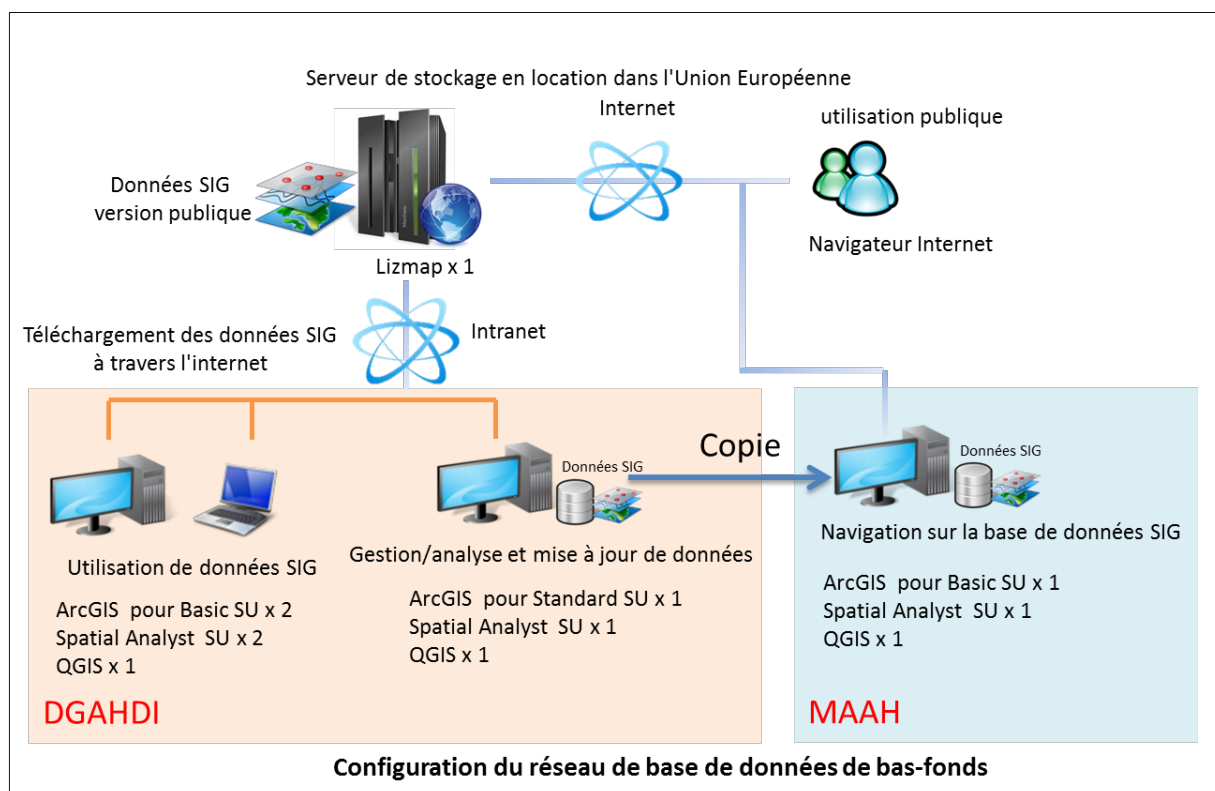 Serveur de stockage en location dans l'Union Européenne
Internet
utilisation publique
Données SIG
version publique
Navigateur Internet
Lizmap x 1
Téléchargement des données SIG
à travers l'internet
Intranet
Copie
Données SIG
Données SIG
Utilisation de données SIG
ArcGIS pour Basic SU x 2
Spatial Analyst SU x 2
QGIS x 1
Gestion/analyse et mise à jour de données
ArcGIS pour Standard SU x 1
Spatial Analyst SU x 1
QGIS x 1
Navigation sur la base de données SIG
ArcGIS pour Basic SU x 1
Spatial Analyst SU x 1
QGIS x 1
DGAHDI
MAAH
Configuration du réseau de base de données de bas-fonds